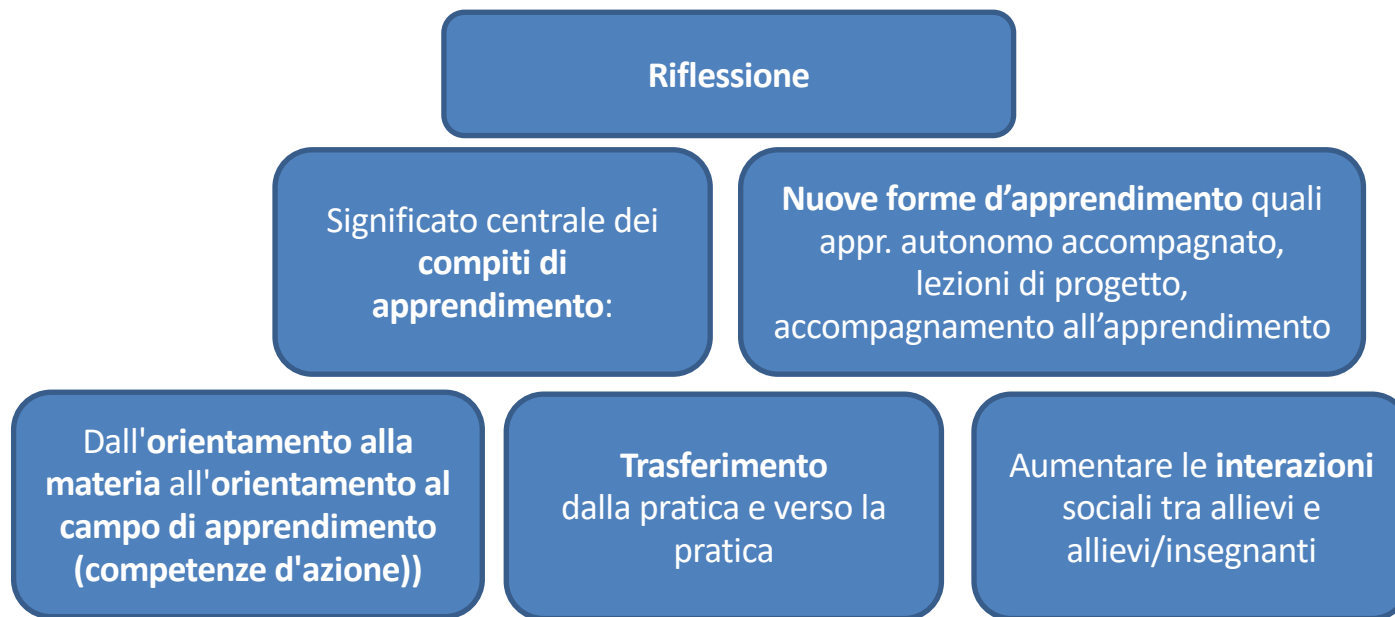 Riflessione
Significato centrale dei
compiti di
apprendimento:
Nuove forme d'apprendimento quali
appr. autonomo accompagnato,
lezioni di progetto,
accompagnamento all'apprendimento
Dall'orientamento alla
materia all'orientamento al
campo di apprendimento
(competenze d'azione))
Trasferimento
dalla pratica e verso la
pratica
Aumentare le interazioni
sociali tra allievi e
allievi/insegnanti